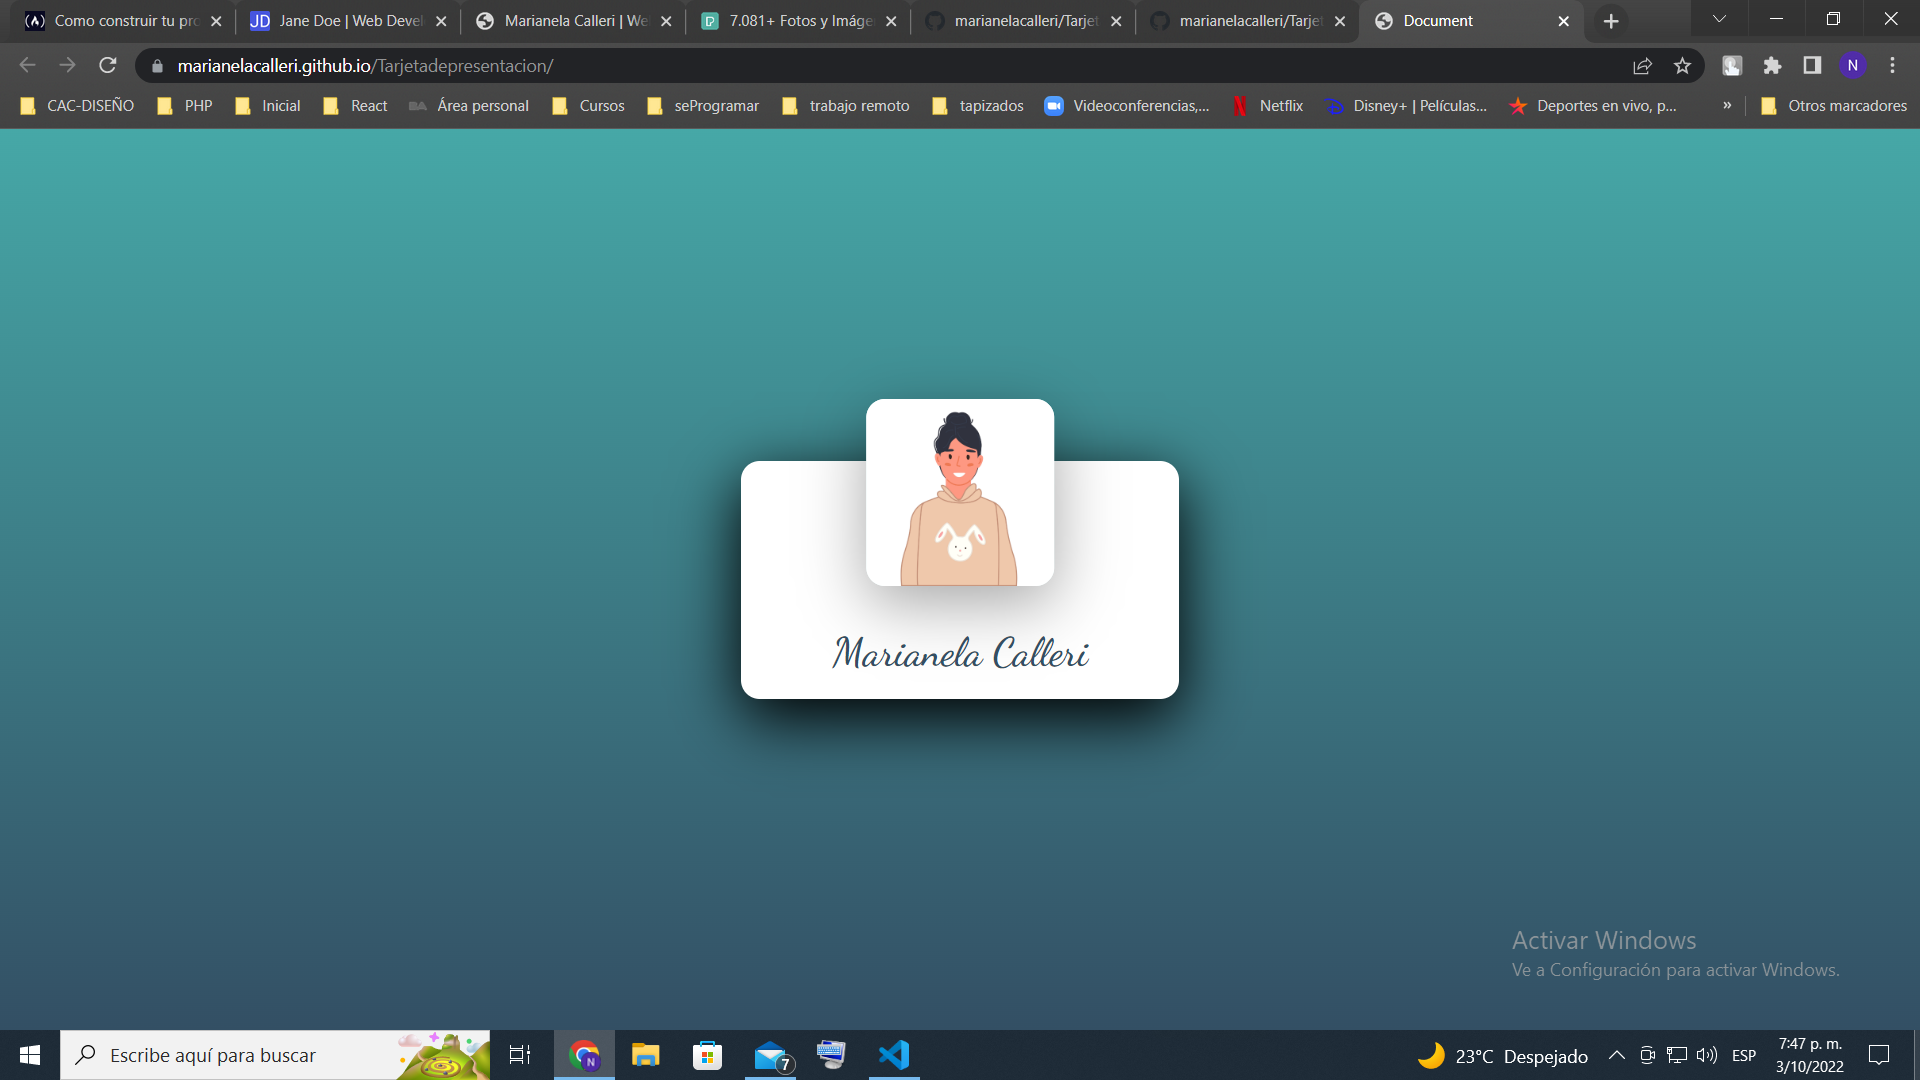 Como construir tu pro
JD
Jane Doe | Web Devel
Marianela Calleri | We
7.081+ Fotos y Imáge
marianelacalleri/Tarjet
marianelacalleri/Tarjet
Document
marianelacalleri.github.io/Tarjetadepresentacion/
N
CAC-DISEÑO
PHP
Inicial
React
BA
Área personal
Cursos
seProgramar
trabajo remoto
tapizados
Videoconferencias,...
Netflix
Disney+ | Películas...
Deportes en vivo, p...
»
Otros marcadores
Marianela Calleri
Activar Windows
Ve a Configuración para activar Windows.
Escribe aquí para buscar
N
7
23°C Despejado
ESP
7:47 p. m.
3/10/2022